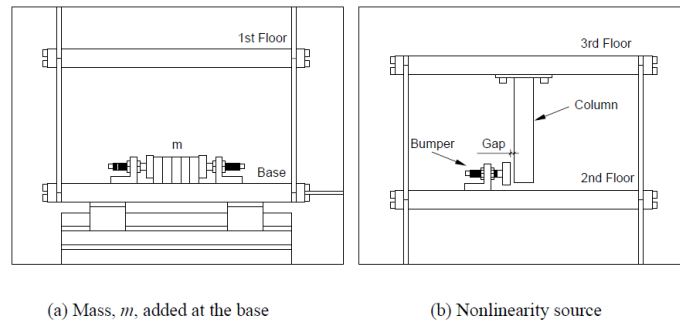 1st Floor
m
Base
3rd Floor
Column
Gap
Bumper
2nd Floor
(a) Mass, m, added at the base
(b) Nonlinearity source